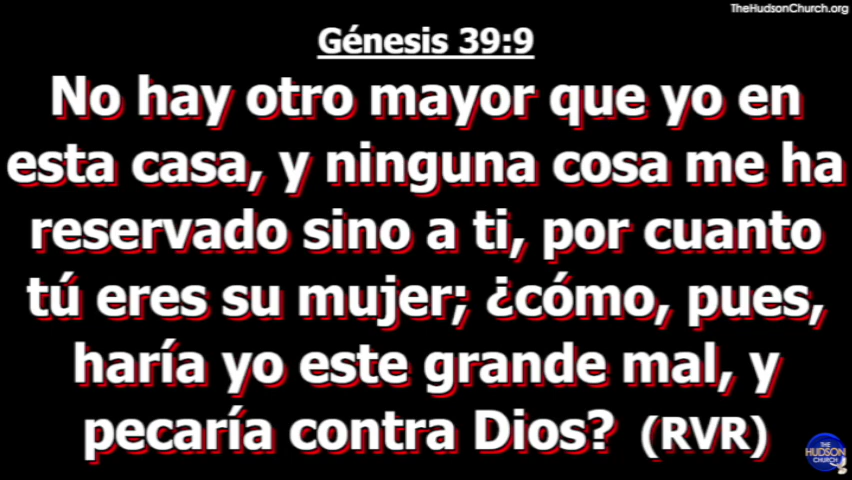 TheHudsonChurch.org
Génesis 39:9
No hay otro mayor que yo en
esta casa, y ninguna cosa me ha
reservado sino a ti, por cuanto
tú eres su mujer; ¿cómo, pues,
haría yo este grande mal, y
pecaría contra Dios? (RVR)
THE
HUDSON
CHURCH